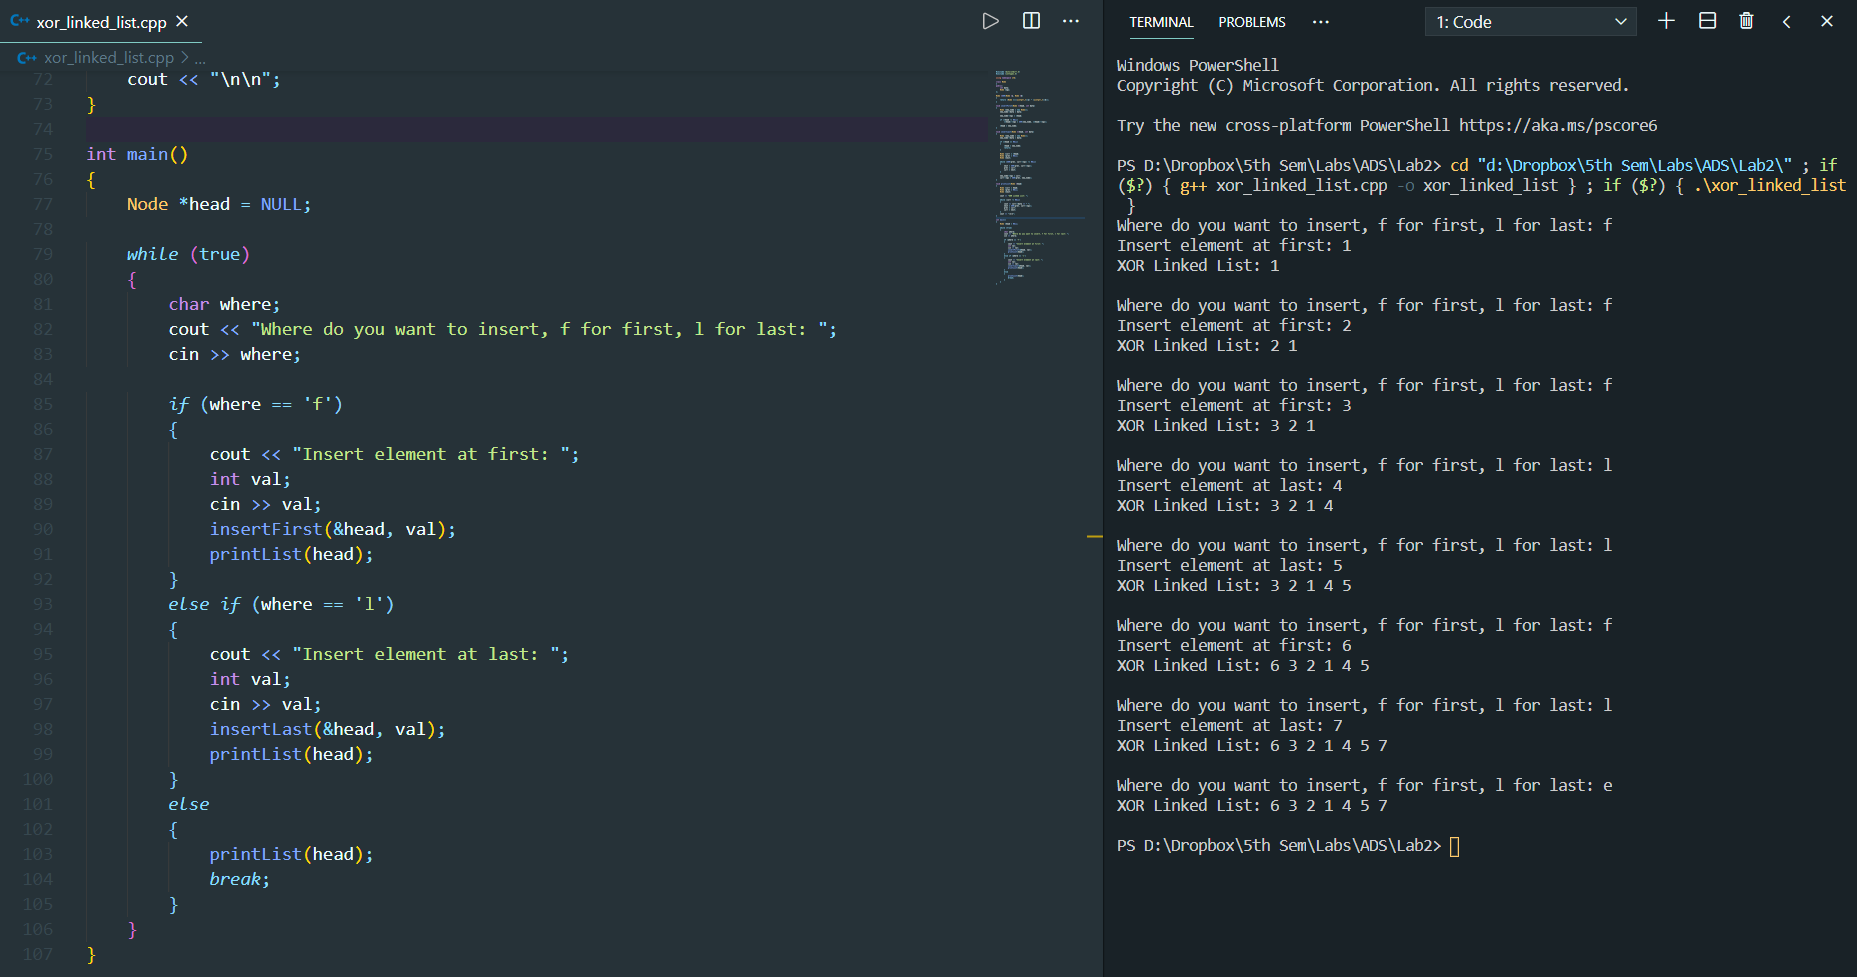 xor_linked_list.cpp
xor_linked_list.cpp > ...
72 cout << "\n\n";
73 }
74
75 int main()
76 {
77 Node *head = NULL;
78
79 while (true)
80 {
81 char where;
82 cout << "Where do you want to insert, f for first, l for last: ";
83 cin >> where;
84
85 if (where == 'f')
86 {
87 cout << "Insert element at first: ";
88 int val;
89 cin >> val;
90 insertFirst(&head, val);
91 printList(head);
92 }
93 else if (where == 'l')
94 {
95 cout << "Insert element at last: ";
96 int val;
97 cin >> val;
98 insertLast(&head, val);
99 printList(head);
100 }
101 else
102 {
103 printList(head);
104 break;
105 }
106 }
107 }
TERMINAL PROBLEMS ... 1: Code
Windows PowerShell
Copyright (C) Microsoft Corporation. All rights reserved.
Try the new cross-platform PowerShell https://aka.ms/pscore6
PS D:\Dropbox\5th Sem\Labs\ADS\Lab2> cd "d:\Dropbox\5th Sem\Labs\ADS\Lab2\" ; if
($?) { g++ xor_linked_list.cpp -o xor_linked_list } ; if ($?) { .\xor_linked_list
}
Where do you want to insert, f for first, l for last: f
Insert element at first: 1
XOR Linked List: 1
Where do you want to insert, f for first, l for last: f
Insert element at first: 2
XOR Linked List: 2 1
Where do you want to insert, f for first, l for last: f
Insert element at first: 3
XOR Linked List: 3 2 1
Where do you want to insert, f for first, l for last: l
Insert element at last: 4
XOR Linked List: 3 2 1 4
Where do you want to insert, f for first, l for last: l
Insert element at last: 5
XOR Linked List: 3 2 1 4 5
Where do you want to insert, f for first, l for last: f
Insert element at first: 6
XOR Linked List: 6 3 2 1 4 5
Where do you want to insert, f for first, l for last: l
Insert element at last: 7
XOR Linked List: 6 3 2 1 4 5 7
Where do you want to insert, f for first, l for last: e
XOR Linked List: 6 3 2 1 4 5 7
PS D:\Dropbox\5th Sem\Labs\ADS\Lab2>